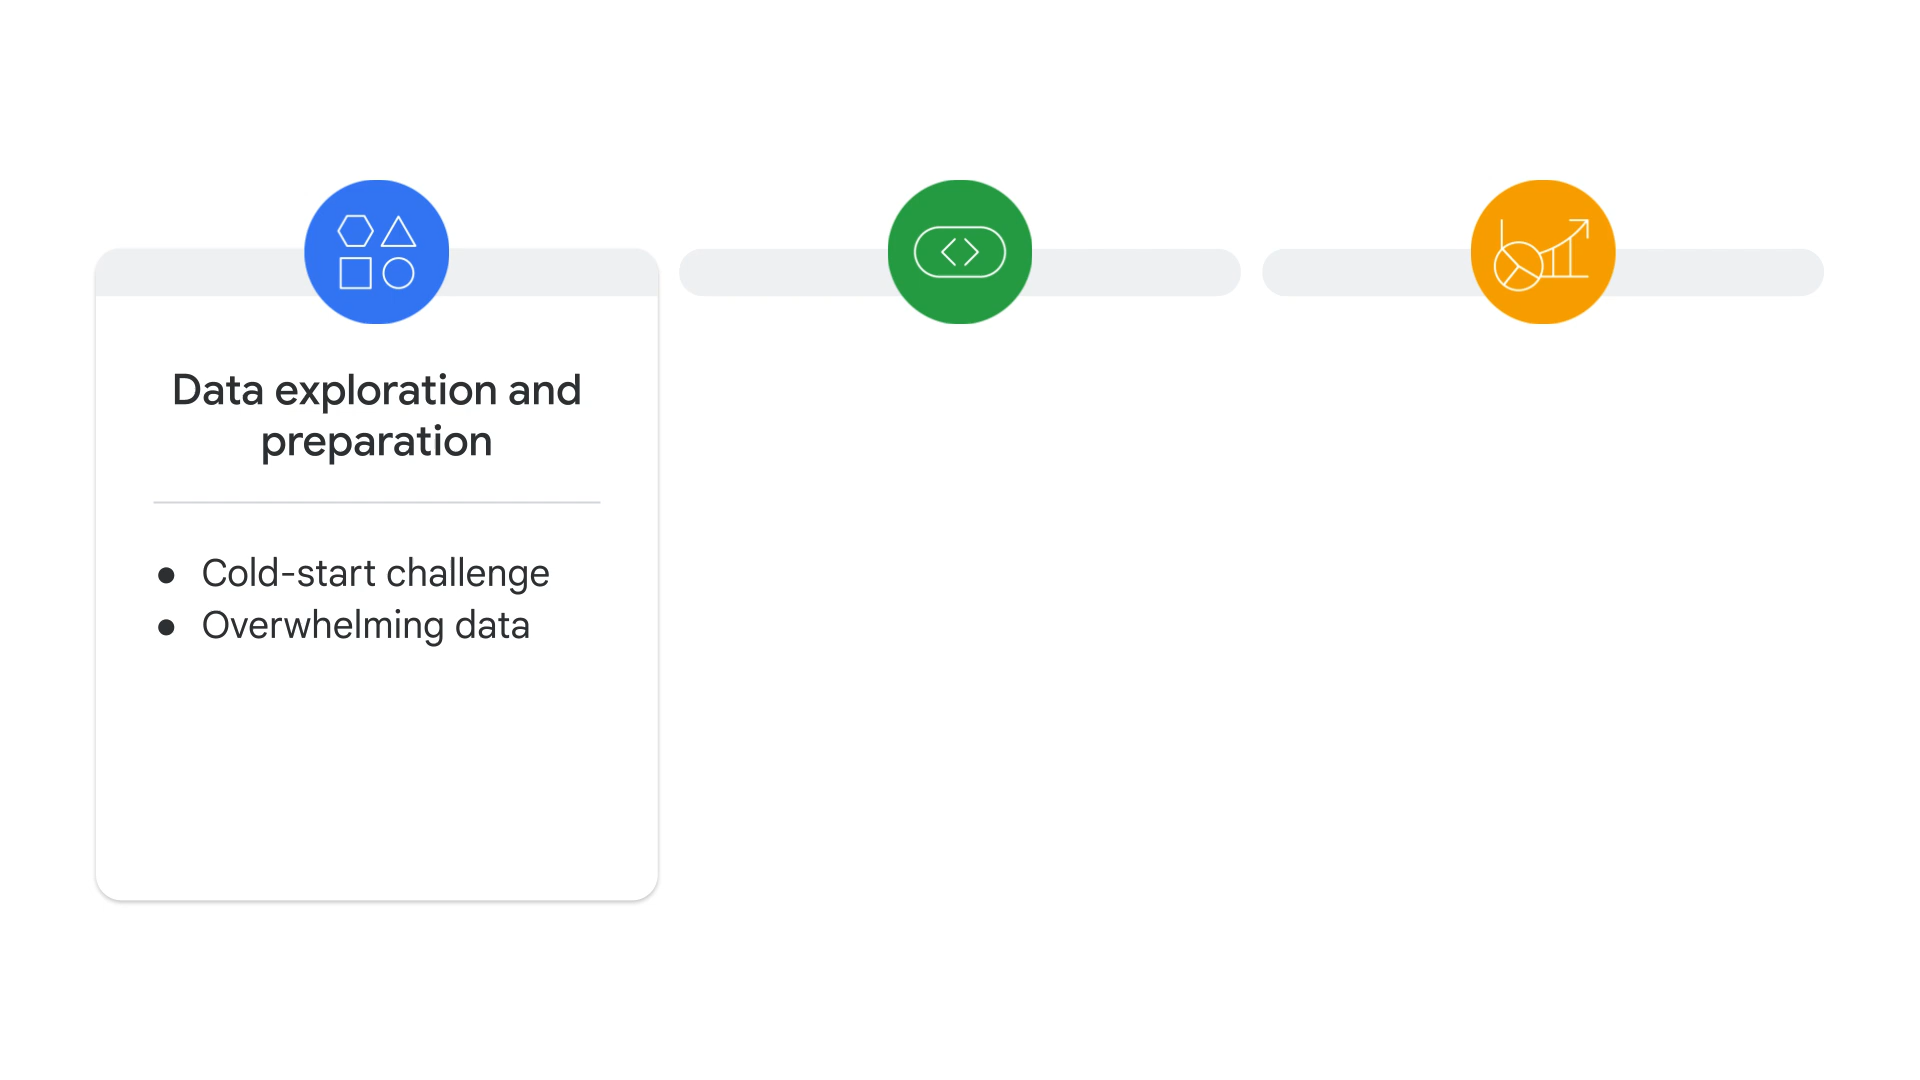 Data exploration and
preparation
● Cold-start challenge
● Overwhelming data